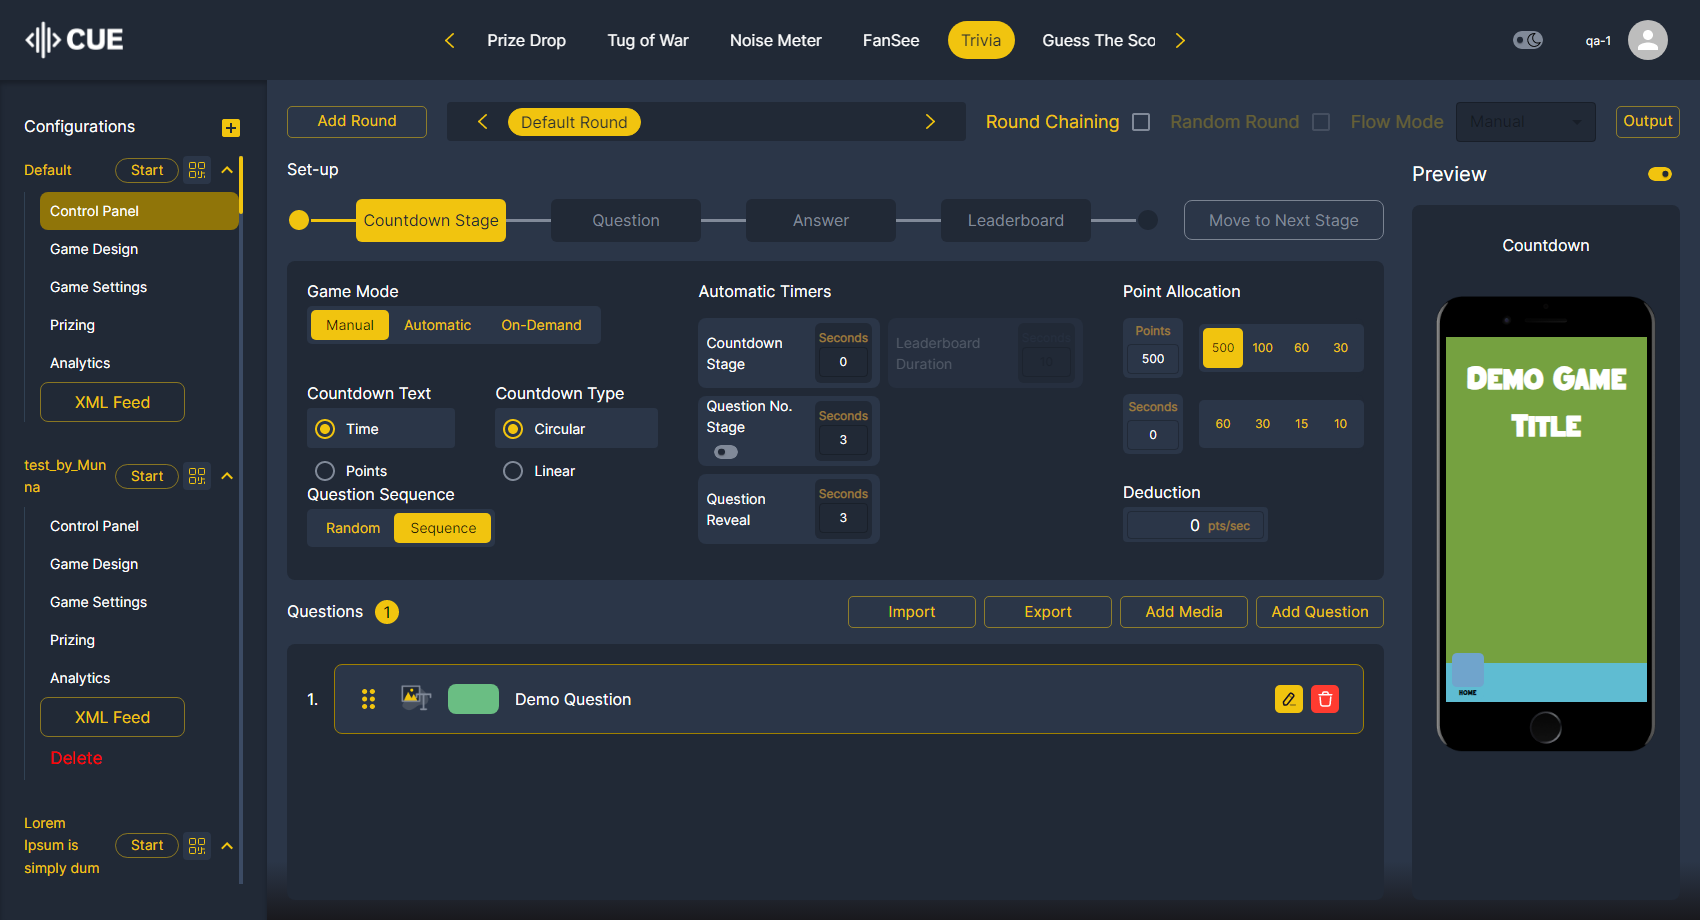 CUE
Prize Drop
Tug of War
Noise Meter
FanSee
Trivia
Guess The Sco
qa-1
Configurations
Default
Start
Control Panel
Game Design
Game Settings
Prizing
Analytics
XML Feed
test_by_Mun
na
Start
Control Panel
Game Design
Game Settings
Prizing
Analytics
XML Feed
Delete
Lorem
Ipsum is
simply dum
Start
Add Round
Default Round
Round Chaining
Random Round
Flow Mode
Manual
Output
Set-up
Countdown Stage
Question
Answer
Leaderboard
Move to Next Stage
Game Mode
Manual
Automatic
On-Demand
Countdown Text
Time
Points
Countdown Type
Circular
Linear
Question Sequence
Random
Sequence
Automatic Timers
Countdown
Stage
Seconds
0
Leaderboard
Duration
Seconds
10
Question No.
Stage
Seconds
3
Question
Reveal
Seconds
3
Point Allocation
Points
500
500
100
60
30
Seconds
0
60
30
15
10
Deduction
0 pts/sec
Questions 1
Import
Export
Add Media
Add Question
1.
Demo Question
Preview
Countdown
Demo Game
Title
HOME